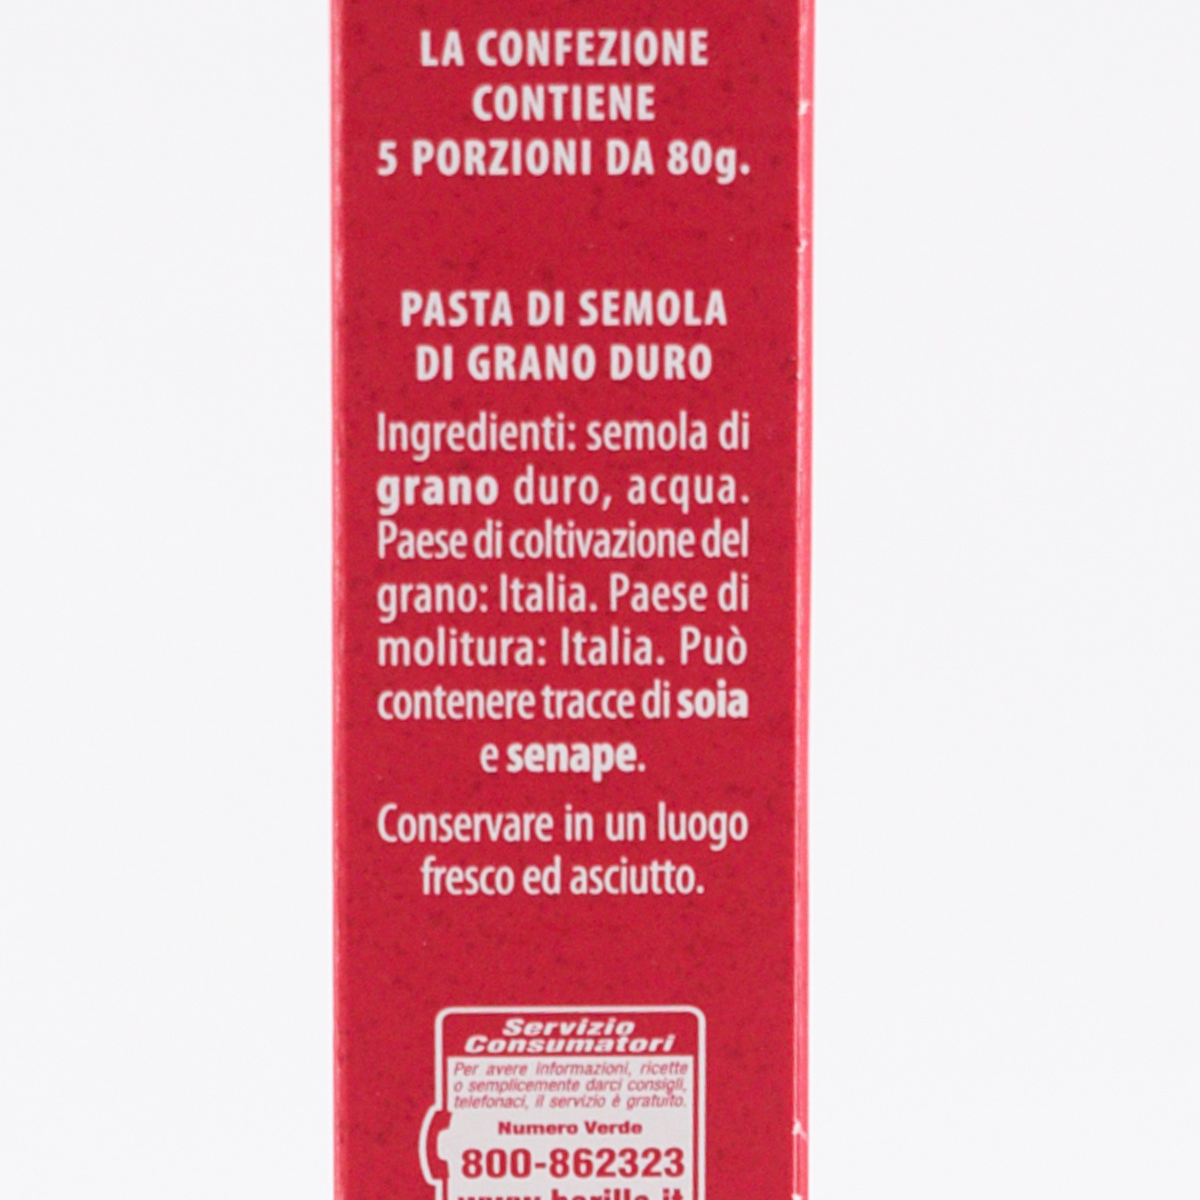 LA CONFEZIONE
CONTIENE
5 PORZIONI DA 80g.
PASTA DI SEMOLA
DI GRANO DURO
Ingredienti: semola di
grano duro, acqua.
Paese di coltivazione del
grano: Italia. Paese di
molitura: Italia. Può
contenere tracce di soia
e senape.
Conservare in un luogo
fresco ed asciutto.
Servizio
Consumatori
Per avere informazioni, ricette
o semplicemente darci consigli,
telefonaci, il servizio è gratuito.
Numero Verde
800-862323
www.barilla.it